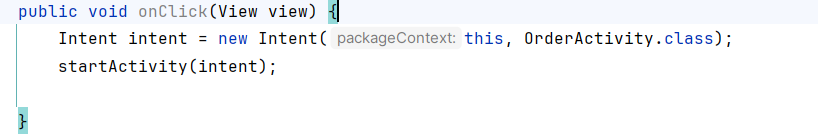 public void onClick(View view) {
Intent intent = new Intent( packageContext: this, OrderActivity.class);
startActivity(intent);
}